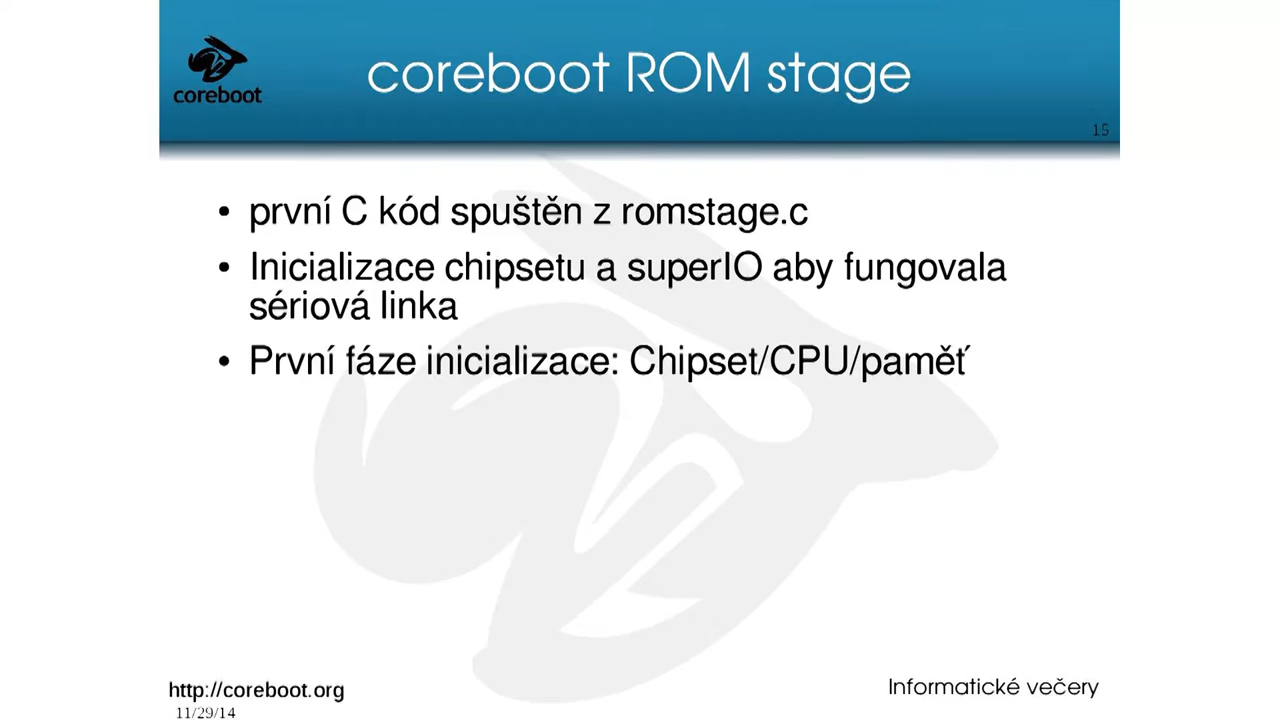 coreboot
coreboot ROM stage
15
• první C kód spuštěn z romstage.c
• Inicializace chipsetu a superIO aby fungovala
sériová linka
• První fáze inicializace: Chipset/CPU/paměť
http://coreboot.org
Informatické večery
11/29/14